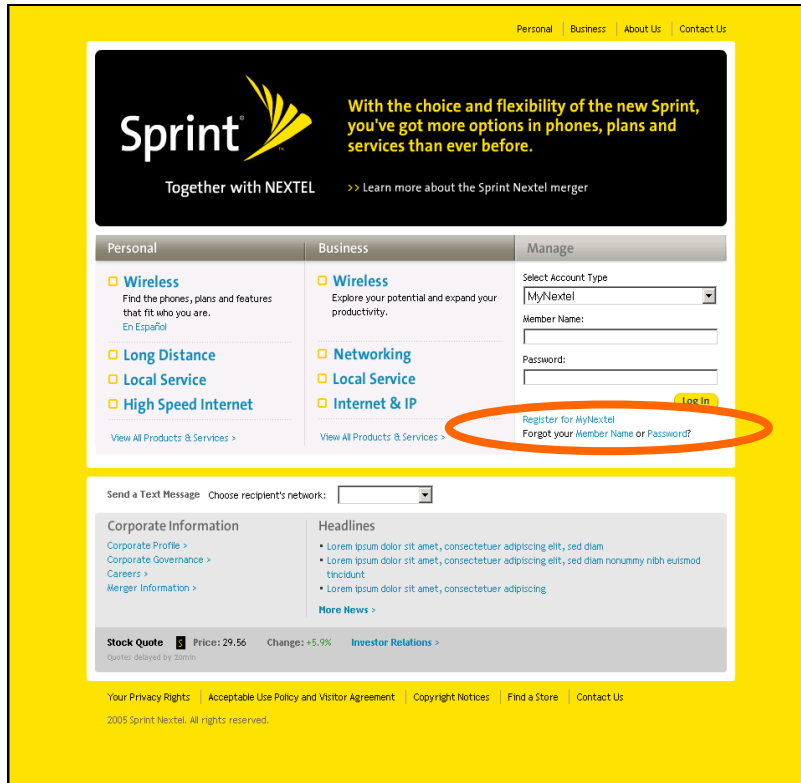 Personal Business About Us Contact Us
Sprint
Together with NEXTEL
With the choice and flexibility of the new Sprint,
you've got more options in phones, plans and
services than ever before.
>> Learn more about the Sprint Nextel merger
Personal
Wireless
Find the phones, plans and features
that fit who you are.
En Español
Long Distance
Local Service
High Speed Internet
View All Products & Services >
Business
Wireless
Explore your potential and expand your
productivity.
Networking
Local Service
Internet & IP
View All Products & Services >
Manage
Select Account Type
MyNextel
Member Name:
Password:
Log In
Register for MyNextel
Forgot your Member Name or Password?
Send a Text Message Choose recipient's network:
Corporate Information
Corporate Profile >
Corporate Governance >
Careers >
Merger Information >
Headlines
• Lorem ipsum dolor sit amet, consectetuer adipiscing elit, sed diam
• Lorem ipsum dolor sit amet, consectetuer adipiscing elit, sed diam nonummy nibh euismod
tincidunt
• Lorem ipsum dolor sit amet, consectetuer adipiscing
More News >
Stock Quote S Price: 29.56 Change: +5.9% Investor Relations >
Quotes delayed by 20min
Your Privacy Rights Acceptable Use Policy and Visitor Agreement Copyright Notices Find a Store Contact Us
2005 Sprint Nextel. All rights reserved.